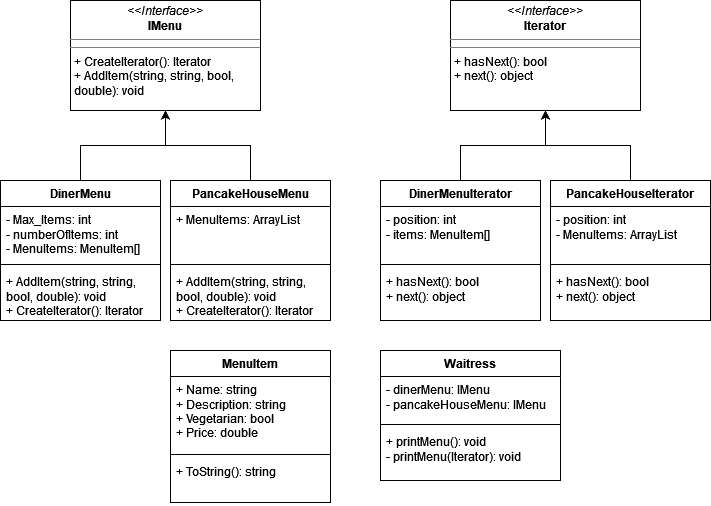 <<Interface>>
IMenu
+ CreateIterator(): Iterator
+ AddItem(string, string, bool,
double): void
<<Interface>>
Iterator
+ hasNext(): bool
+ next(): object
DinerMenu
- Max_Items: int
- numberOfItems: int
- MenuItems: MenuItem[]
+ AddItem(string, string,
bool, double): void
+ CreateIterator(): Iterator
PancakeHouseMenu
+ MenuItems: ArrayList
+ AddItem(string, string,
bool, double): void
+ CreateIterator(): Iterator
DinerMenuIterator
- position: int
- items: MenuItem[]
+ hasNext(): bool
+ next(): object
PancakeHouseIterator
- position: int
- MenuItems: ArrayList
+ hasNext(): bool
+ next(): object
MenuItem
+ Name: string
+ Description: string
+ Vegetarian: bool
+ Price: double
+ ToString(): string
Waitress
- dinerMenu: IMenu
- pancakeHouseMenu: IMenu
+ printMenu(): void
- printMenu(Iterator): void